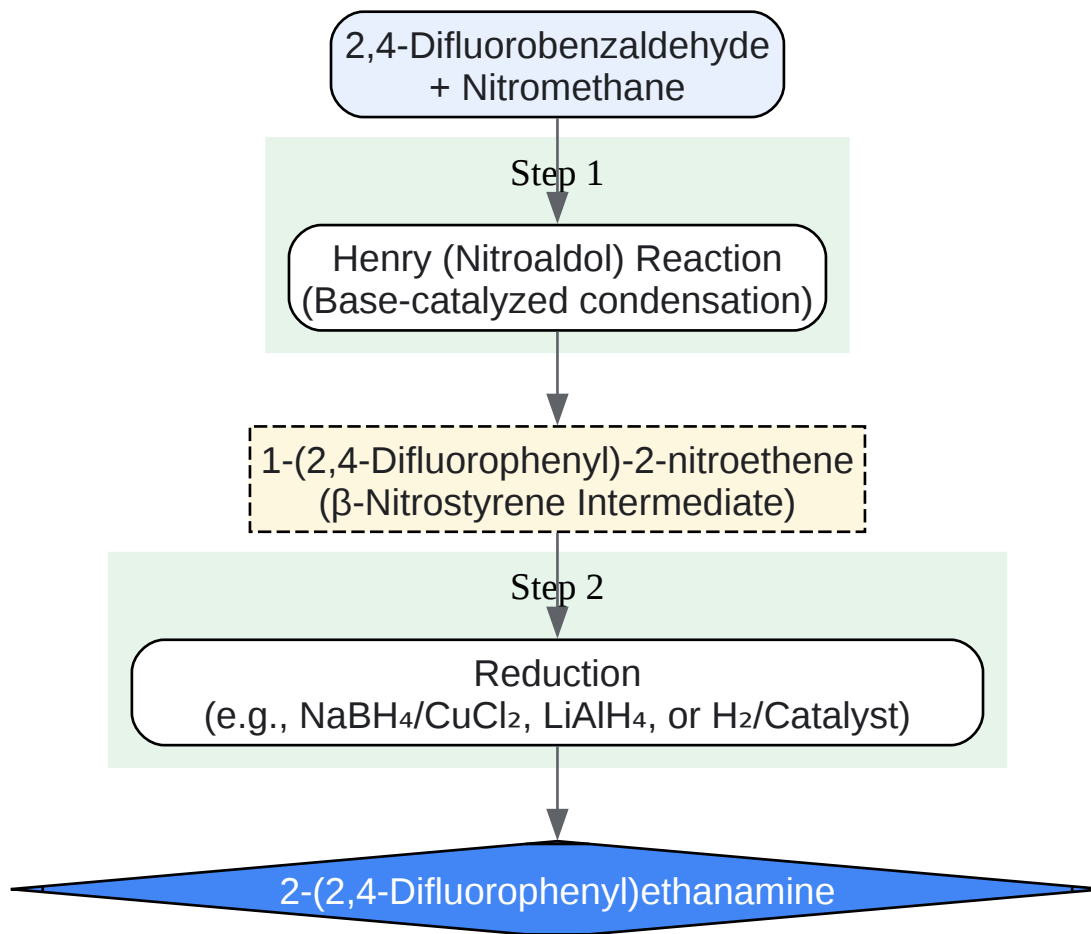 2,4-Difluorobenzaldehyde
+ Nitromethane
Step 1
Henry (Nitroaldol) Reaction
(Base-catalyzed condensation)
1-(2,4-Difluorophenyl)-2-nitroethene
(β-Nitrostyrene Intermediate)
Step 2
Reduction
(e.g., NaBH₄/CuCl₂, LiAlH₄, or H₂/Catalyst)
2-(2,4-Difluorophenyl)ethanamine